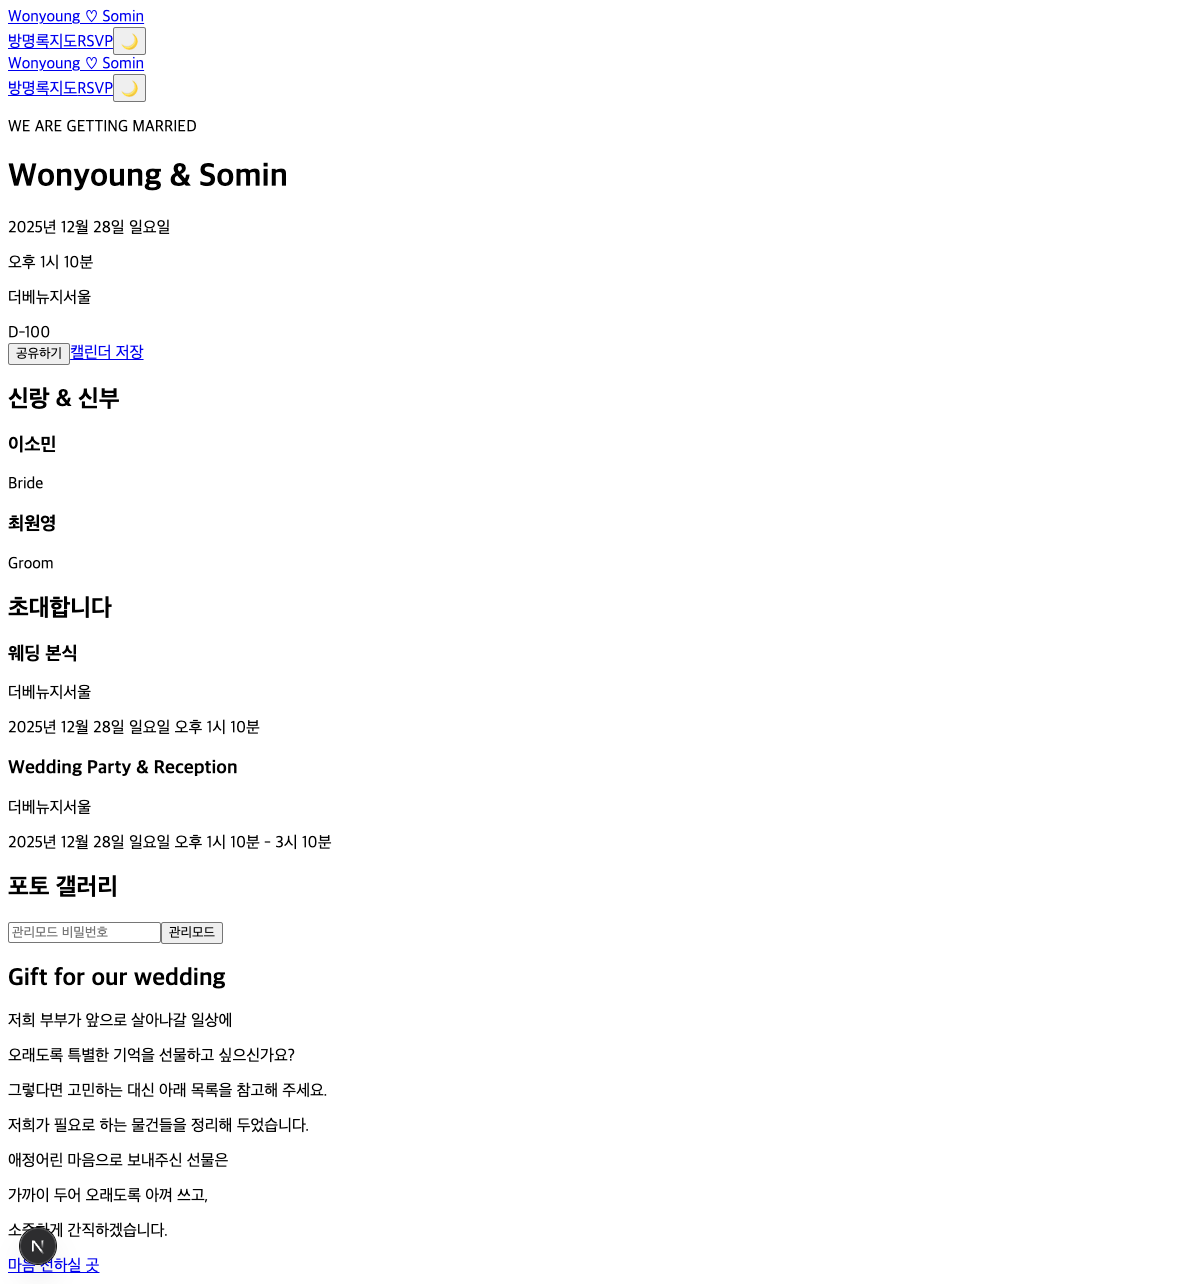 Wonyoung ♡ Somin
방명록지도RSVP🌙
Wonyoung ♡ Somin
방명록지도RSVP🌙
WE ARE GETTING MARRIED
Wonyoung & Somin
2025년 12월 28일 일요일
오후 1시 10분
더베뉴지서울
D-100
공유하기캘린더 저장
신랑 & 신부
이소민
Bride
최원영
Groom
초대합니다
웨딩 본식
더베뉴지서울
2025년 12월 28일 일요일 오후 1시 10분
Wedding Party & Reception
더베뉴지서울
2025년 12월 28일 일요일 오후 1시 10분 - 3시 10분
포토 갤러리
관리모드 비밀번호 관리모드
Gift for our wedding
저희 부부가 앞으로 살아나갈 일상에
오래도록 특별한 기억을 선물하고 싶으신가요?
그렇다면 고민하는 대신 아래 목록을 참고해 주세요.
저희가 필요로 하는 물건들을 정리해 두었습니다.
애정어린 마음으로 보내주신 선물은
가까이 두어 오래도록 아껴 쓰고,
소중하게 간직하겠습니다.
N
마음 전하실 곳